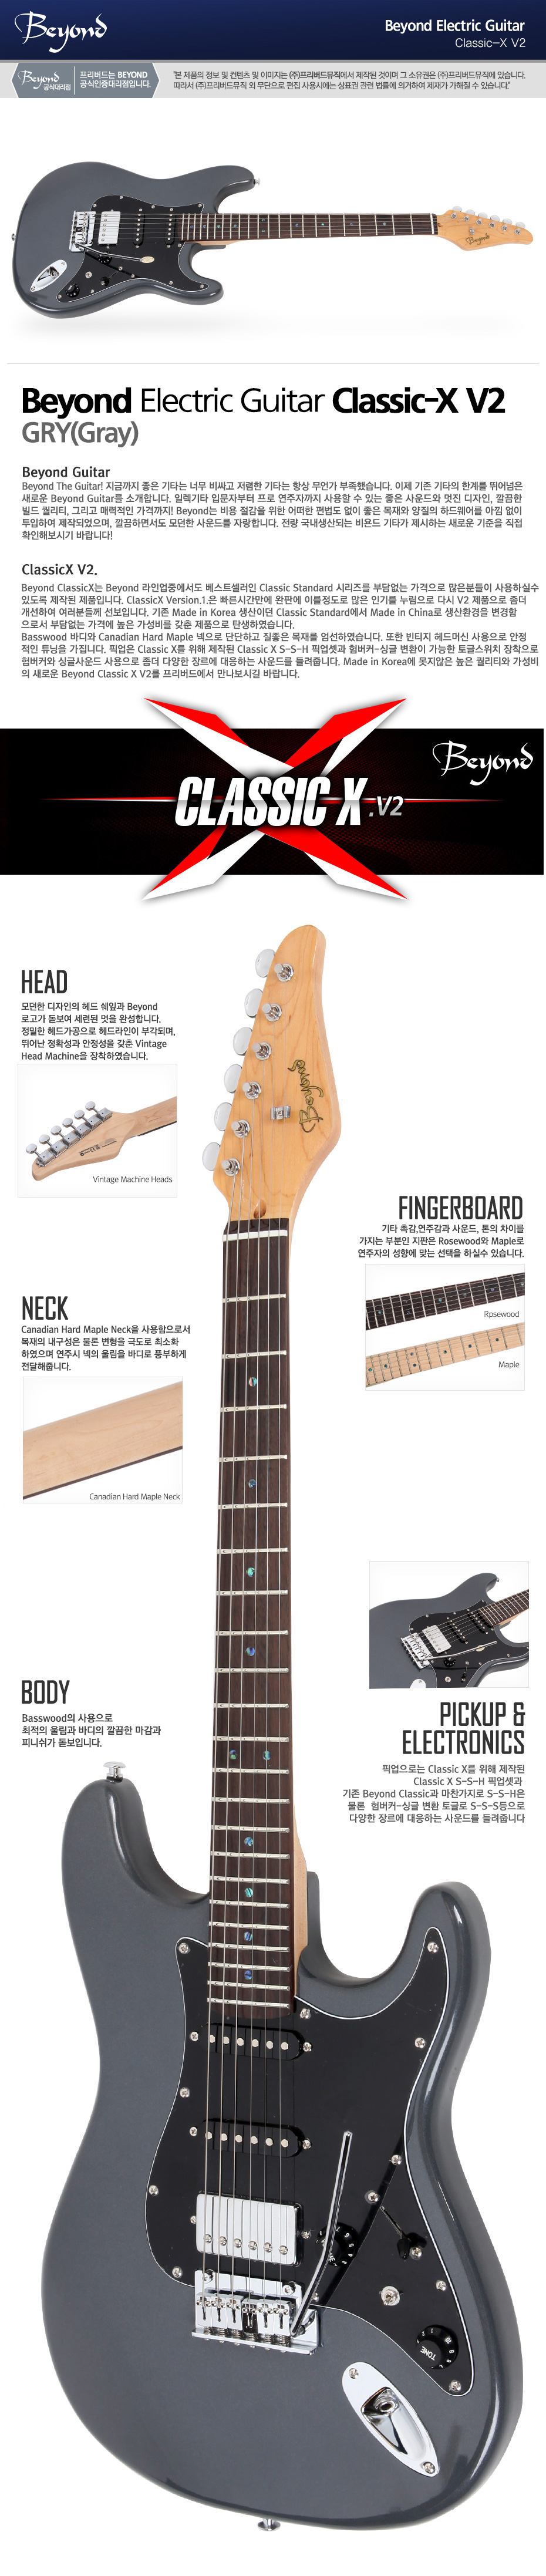 Beyond
Beyond Electric Guitar
Classic-X V2
Beyond 공식대리점
프리버드는 BEYOND
공식인증대리점입니다.
"본 제품의 정보 및 컨텐츠 및 이미지는 (주)프리버드뮤직에서 제작된 것이며 그 소유권은 (주)프리버드뮤직에 있습니다.
따라서 (주)프리버드뮤직 외 무단으로 편집 사용시에는 상표권 관련 법률에 의거하여 제재가 가해질 수 있습니다."
Beyond
Beyond Electric Guitar Classic-X V2
GRY(Gray)
Beyond Guitar
Beyond The Guitar! 지금까지 좋은 기타는 너무 비싸고 저렴한 기타는 항상 무언가 부족했습니다. 이제 기존 기타의 한계를 뛰어넘은
새로운 Beyond Guitar를 소개합니다. 일렉기타 입문자부터 프로 연주자까지 사용할 수 있는 좋은 사운드와 멋진 디자인, 깔끔한
빌드 퀄리티, 그리고 매력적인 가격까지! Beyond는 비용 절감을 위한 어떠한 편법도 없이 좋은 목재와 양질의 하드웨어를 아낌 없이
투입하여 제작되었으며, 깔끔하면서도 모던한 사운드를 자랑합니다. 전량 국내생산되는 비욘드 기타가 제시하는 새로운 기준을 직접
확인해보시기 바랍니다!
ClassicX V2.
Beyond ClassicX는 Beyond 라인업중에서도 베스트셀러인 Classic Standard 시리즈를 부담없는 가격으로 많은분들이 사용하실수
있도록 제작된 제품입니다. ClassicX Version.1.은 빠른시간만에 완판에 이를정도로 많은 인기를 누림으로 다시 V2 제품으로 좀더
개선하여 여러분들께 선보입니다. 기존 Made in Korea 생산이던 Classic Standard에서 Made in China로 생산환경을 변경함
으로서 부담없는 가격에 높은 가성비를 갖춘 제품으로 탄생하였습니다.
Basswood 바디와 Canadian Hard Maple 넥으로 단단하고 질좋은 목재를 엄선하였습니다. 또한 빈티지 헤드머신 사용으로 안정
적인 튜닝을 가집니다. 픽업은 Classic X를 위해 제작된 Classic X S-S-H 픽업셋과 험버커-싱글 변환이 가능한 토글스위치 장착으로
험버커와 싱글사운드 사용으로 좀더 다양한 장르에 대응하는 사운드를 들려줍니다. Made in Korea에 못지않은 높은 퀄리티와 가성비
의 새로운 Beyond Classic X V2를 프리버드에서 만나보시길 바랍니다.
Beyond
CLASSIC X .V2
HEAD
모던한 디자인의 헤드 쉐잎과 Beyond
로고가 돋보여 세련된 멋을 완성합니다.
정밀한 헤드가공으로 헤드라인이 부각되며,
뛰어난 정확성과 안정성을 갖춘 Vintage
Head Machine을 장착하였습니다.
Vintage Machine Heads
Beyond
FINGERBOARD
기타 촉감,연주감과 사운드, 톤의 차이를
가지는 부분인 지판은 Rosewood와 Maple로
연주자의 성향에 맞는 선택을 하실수 있습니다.
Rpsewood
Maple
NECK
Canadian Hard Maple Neck을 사용함으로서
목재의 내구성은 물론 변형을 극도로 최소화
하였으며 연주시 넥의 울림을 바디로 풍부하게
전달해줍니다.
Canadian Hard Maple Neck
BODY
Basswood의 사용으로
최적의 울림과 바디의 깔끔한 마감과
피니쉬가 돋보입니다.
PICKUP &
ELECTRONICS
픽업으로는 Classic X를 위해 제작된
Classic X S-S-H 픽업셋과
기존 Beyond Classic과 마찬가지로 S-S-H은
물론 험버커-싱글 변환 토글로 S-S-S등으로
다양한 장르에 대응하는 사운드를 들려줍니다
TONE